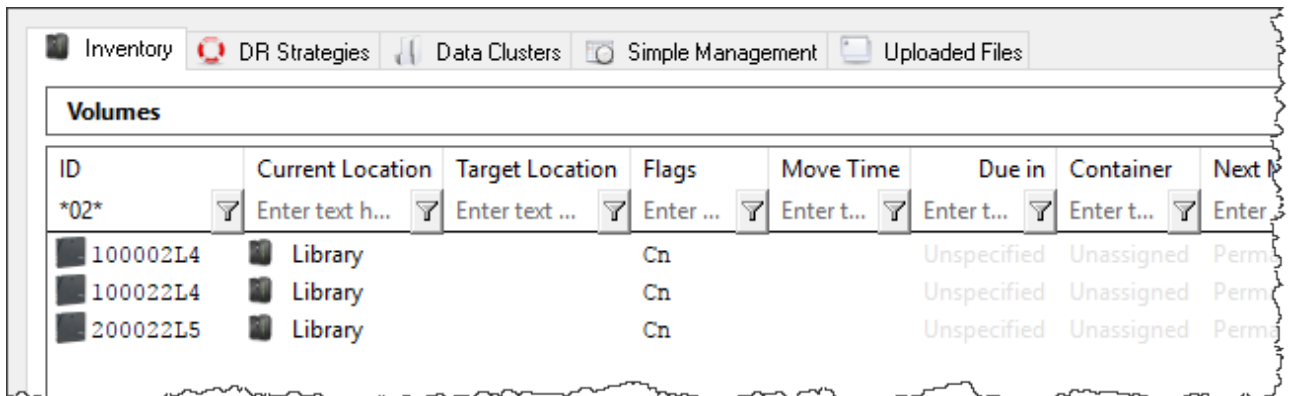 Inventory DR Strategies Data Clusters Simple Management Uploaded Files
Volumes
ID Current Location Target Location Flags Move Time Due in Container Next
*02* Enter text h... Enter text ... Enter ... Enter t... Enter t... Enter t... Enter
100002L4 Library Cn Unspecified Unassigned
100022L4 Library Cn Unspecified Unassigned
200022L5 Library Cn Unspecified Unassigned